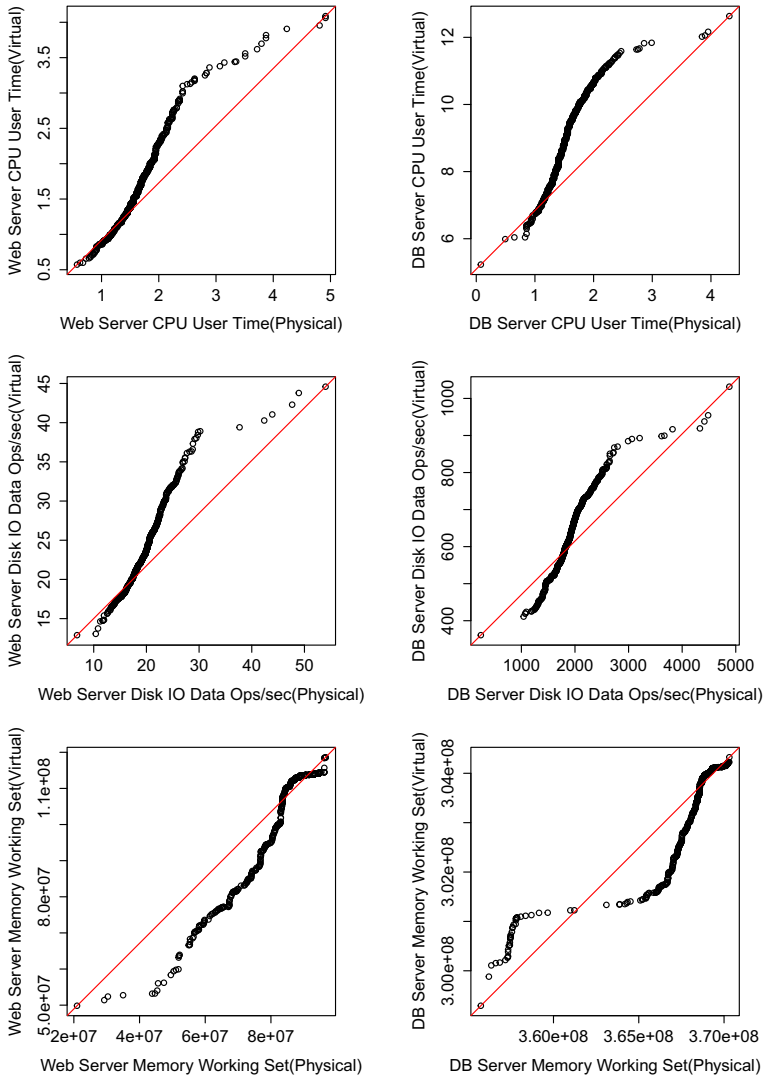 Web Server CPU User Time(Virtual)
0.5 1.5 2.5 3.5
1 2 3 4 5
Web Server CPU User Time(Physical)
DB Server CPU User Time(Virtual)
6 8 10 12
0 1 2 3 4
DB Server CPU User Time(Physical)
Web Server Disk IO Data Ops/sec(Virtual)
15 20 25 30 35 40 45
10 20 30 40 50
Web Server Disk IO Data Ops/sec(Physical)
DB Server Disk IO Data Ops/sec(Virtual)
400 600 800 1000
1000 2000 3000 4000 5000
DB Server Disk IO Data Ops/sec(Physical)
Web Server Memory Working Set(Virtual)
5.0e+07 8.0e+07 1.1e+08
2e+07 4e+07 6e+07 8e+07
Web Server Memory Working Set(Physical)
DB Server Memory Working Set(Virtual)
3.00e+08 3.02e+08 3.04e+08
3.60e+08 3.65e+08 3.70e+08
DB Server Memory Working Set(Physical)